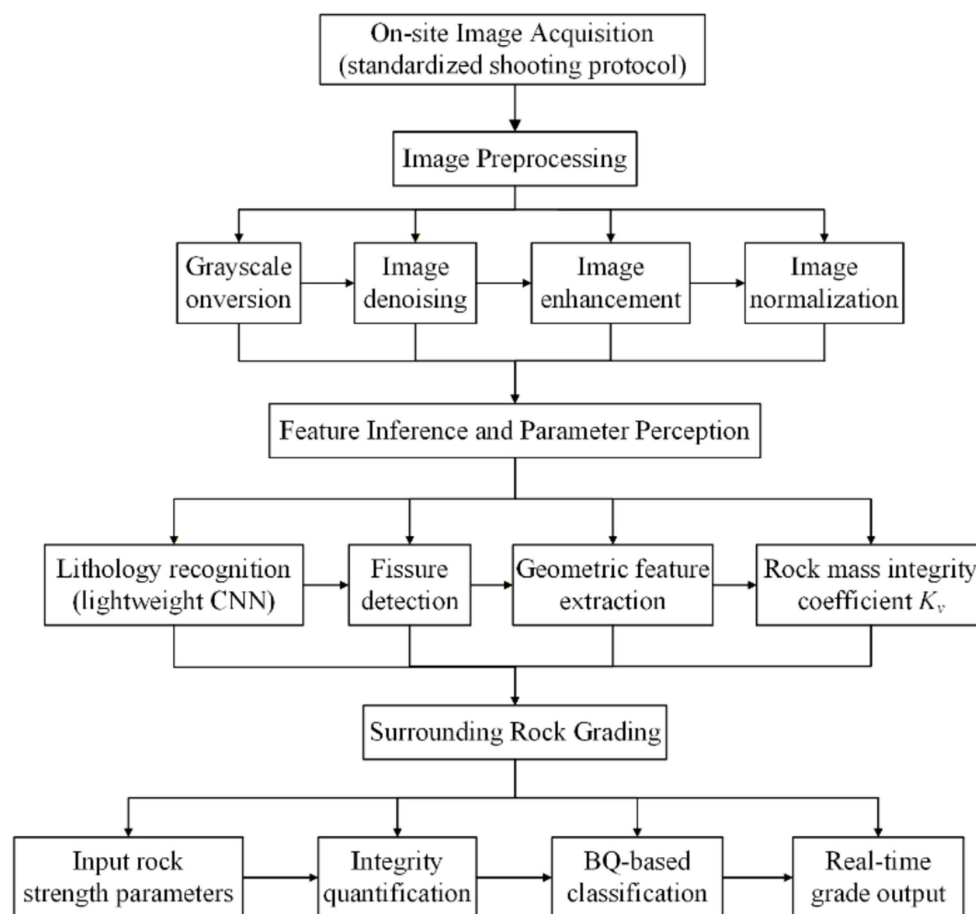 On-site Image Acquisition
(standardized shooting protocol)
Image Preprocessing
Grayscale
onversion
Image
denoising
Image
enhancement
Image
normalization
Feature Inference and Parameter Perception
Lithology recognition
(lightweight CNN)
Fissure
detection
Geometric feature
extraction
Rock mass integrity
coefficient Kv
Surrounding Rock Grading
Input rock
strength parameters
Integrity
quantification
BQ-based
classification
Real-time
grade output